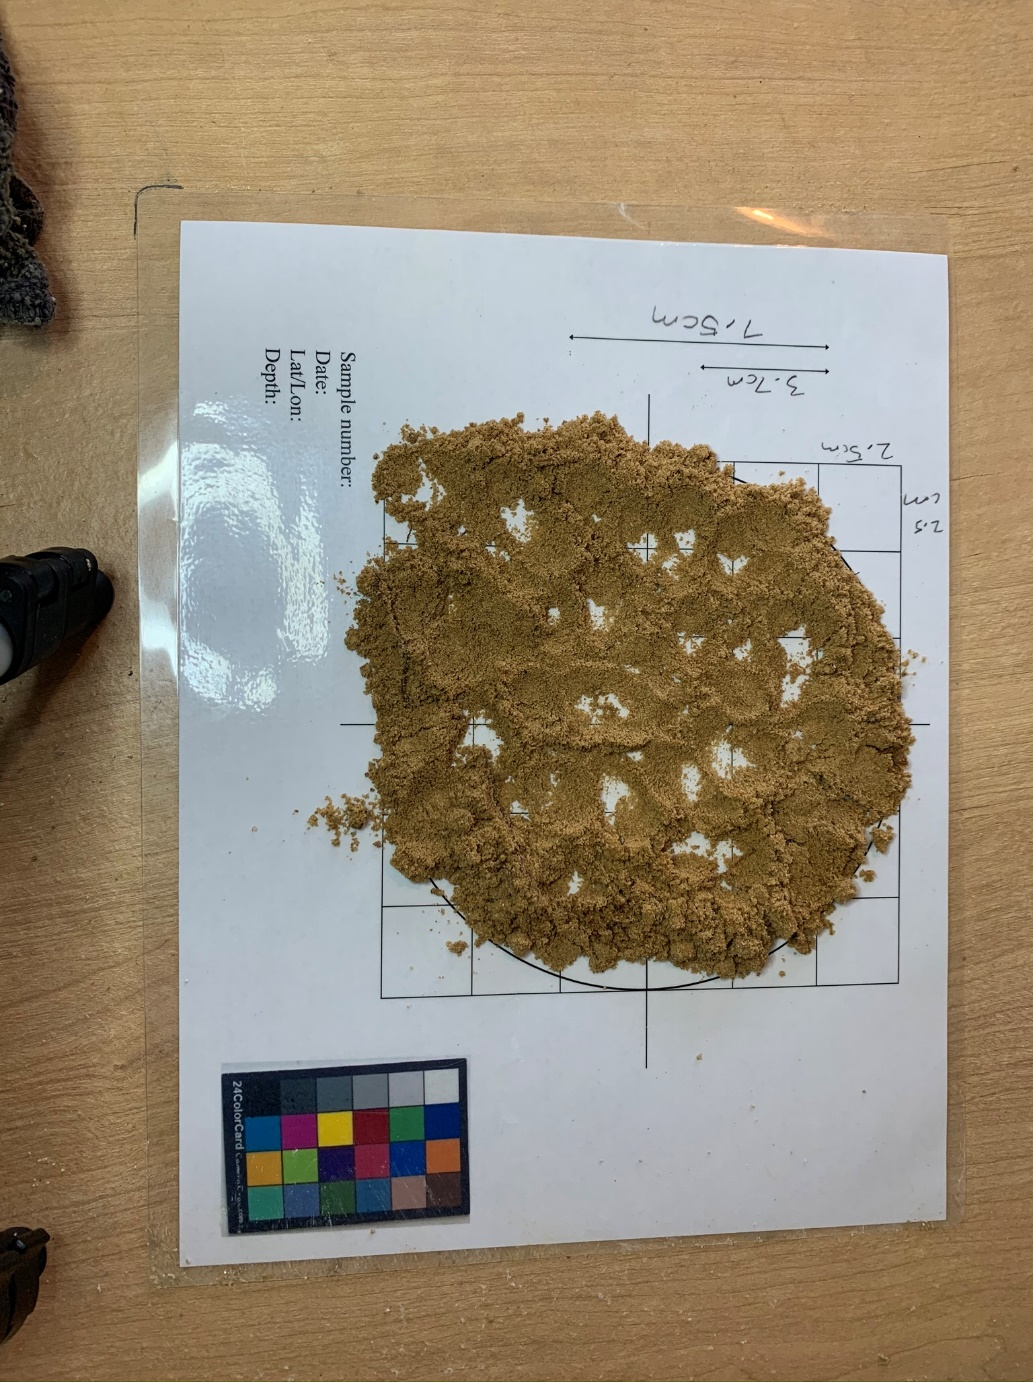 7.5cm
3.7cm
2.5cm
2.5
cm
Sample number:
Date:
Lat/Lon:
Depth:
24ColorCard